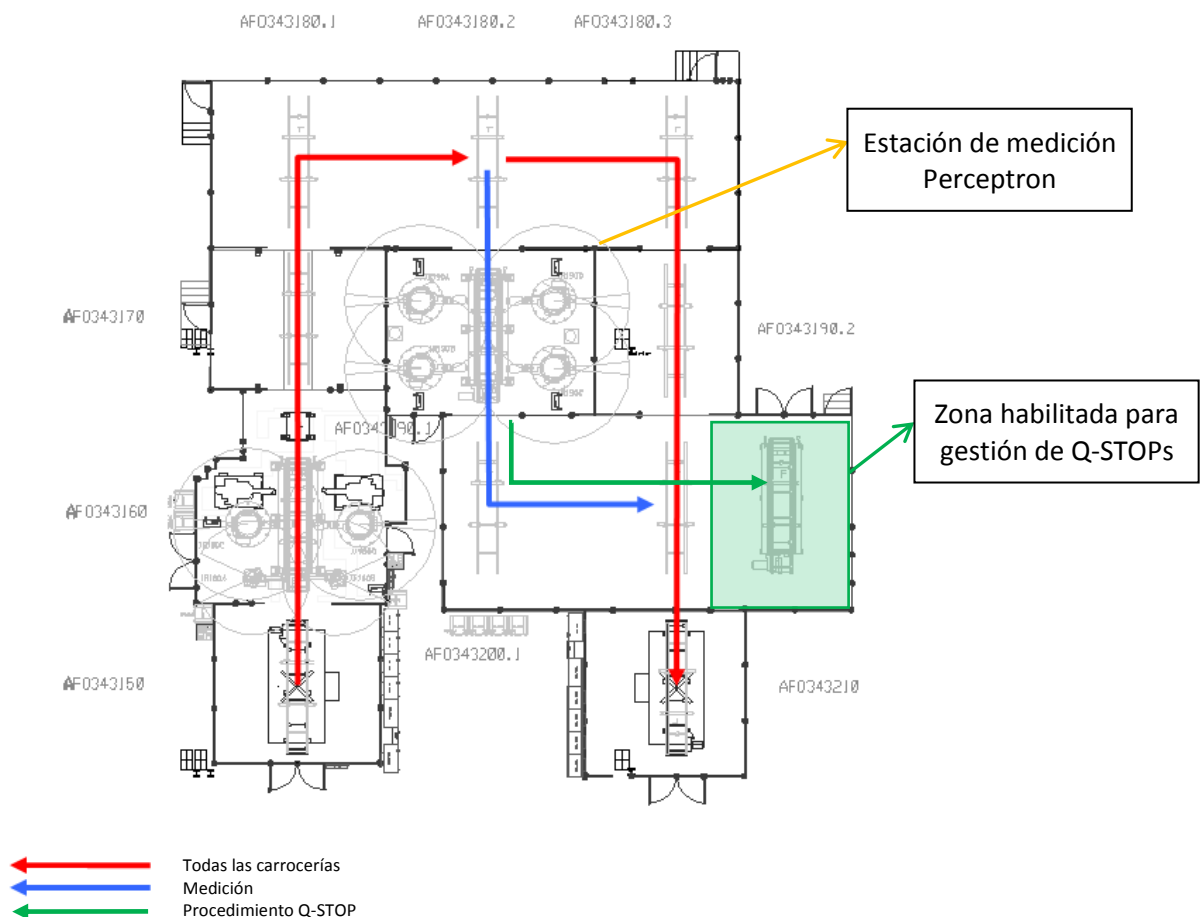 AF0343180.1
AF0343180.2
AF0343180.3
Estación de medición
Perceptron
AF0343170
AF0343190.2
Zona habilitada para
gestión de Q-STOPs
AF0343190.1
AF0343160
AF0343200.1
AF0343150
AF0343210
Todas las carrocerías
Medición
Procedimiento Q-STOP